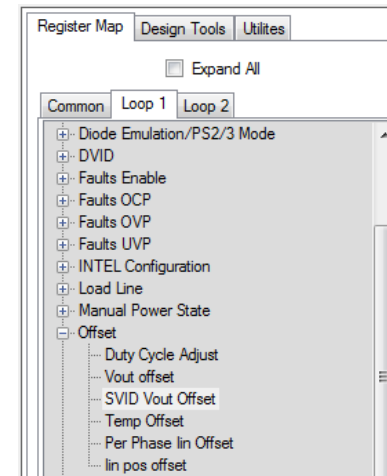 Register Map Design Tools Utilites
Expand All
Common Loop 1 Loop 2
Diode Emulation/PS2/3 Mode
DVID
Faults Enable
Faults OCP
Faults OVP
Faults UVP
INTEL Configuration
Load Line
Manual Power State
Offset
Duty Cycle Adjust
Vout offset
SVID Vout Offset
Temp Offset
Per Phase Iin Offset
Iin pos offset